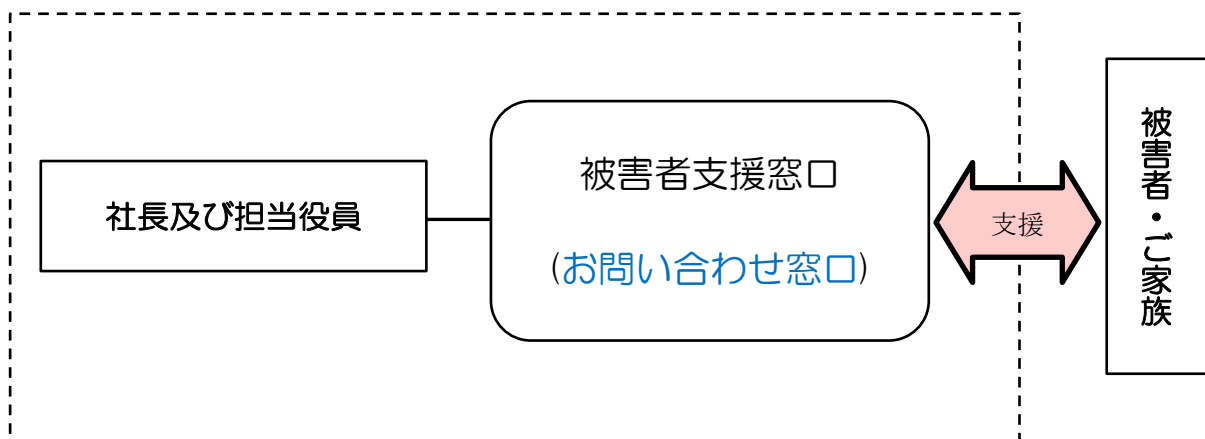 社長及び担当役員
被害者支援窓口
(お問い合わせ窓口)
支援
被害者・ご家族